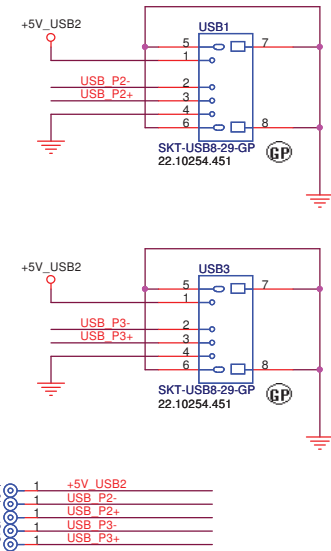 USB1
+5V_USB2
5 7
1
USB_P2- 2
USB_P2+ 3
4
6 8
SKT-USB8-29-GP GP
22.10254.451
USB3
+5V_USB2
5 7
1
USB_P3- 2
USB_P3+ 3
4
6 8
SKT-USB8-29-GP GP
22.10254.451
1 +5V_USB2
1 USB_P2-
1 USB_P2+
1 USB_P3-
1 USB_P3+